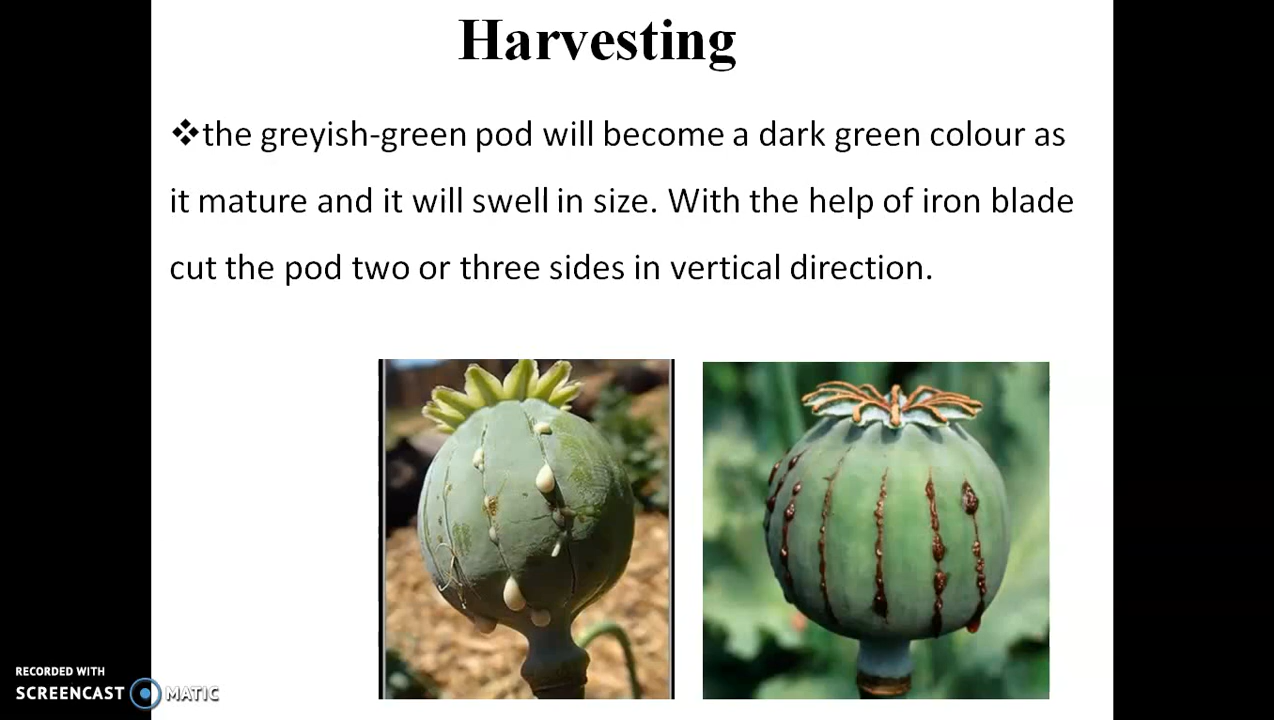 Harvesting
❖the greyish-green pod will become a dark green colour as
it mature and it will swell in size. With the help of iron blade
cut the pod two or three sides in vertical direction.
RECORDED WITH
SCREENCAST MATIC